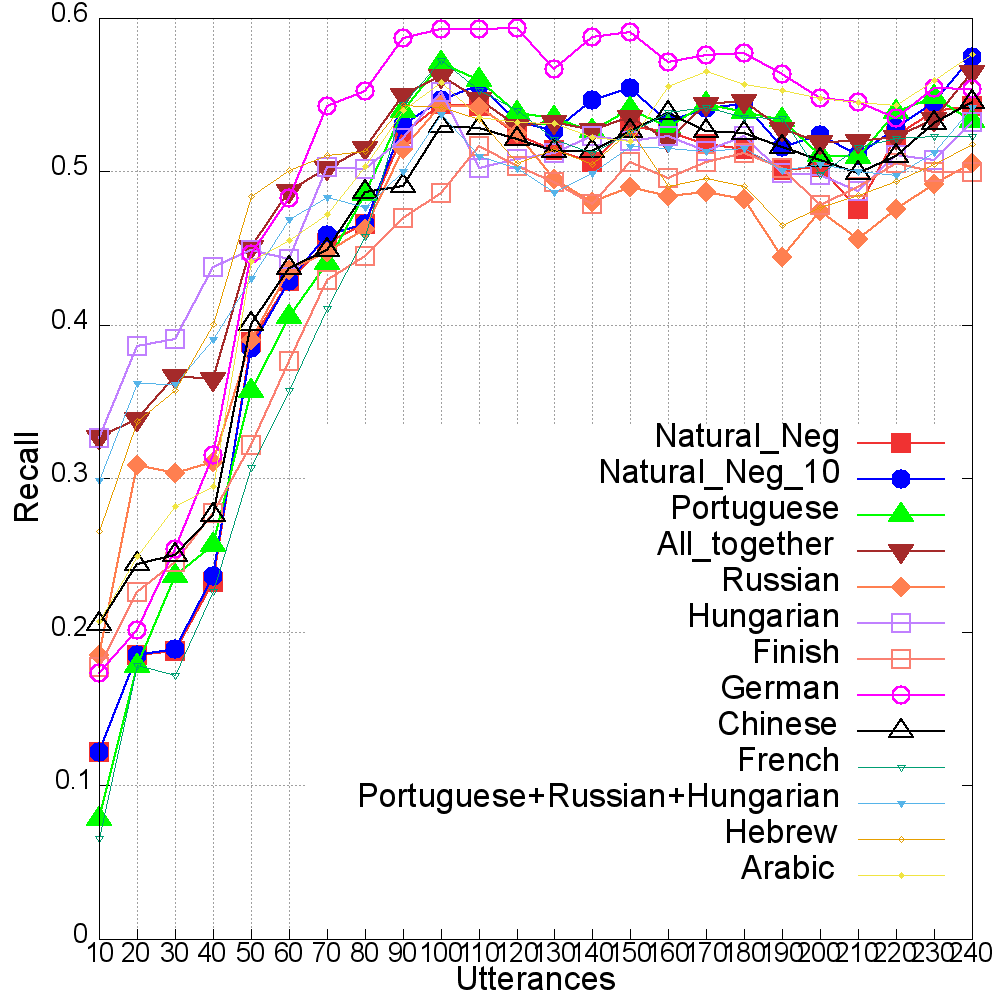 0.6
0.5
0.4
0.3
0.2
0.1
0
Recall
Natural_Neg
Natural_Neg_10
Portuguese
All_together
Russian
Hungarian
Finish
German
Chinese
French
Portuguese+Russian+Hungarian
Hebrew
Arabic
10 20 30 40 50 60 70 80 90 100 110 120 130 140 150 160 170 180 190 200 210 220 230 240
Utterances